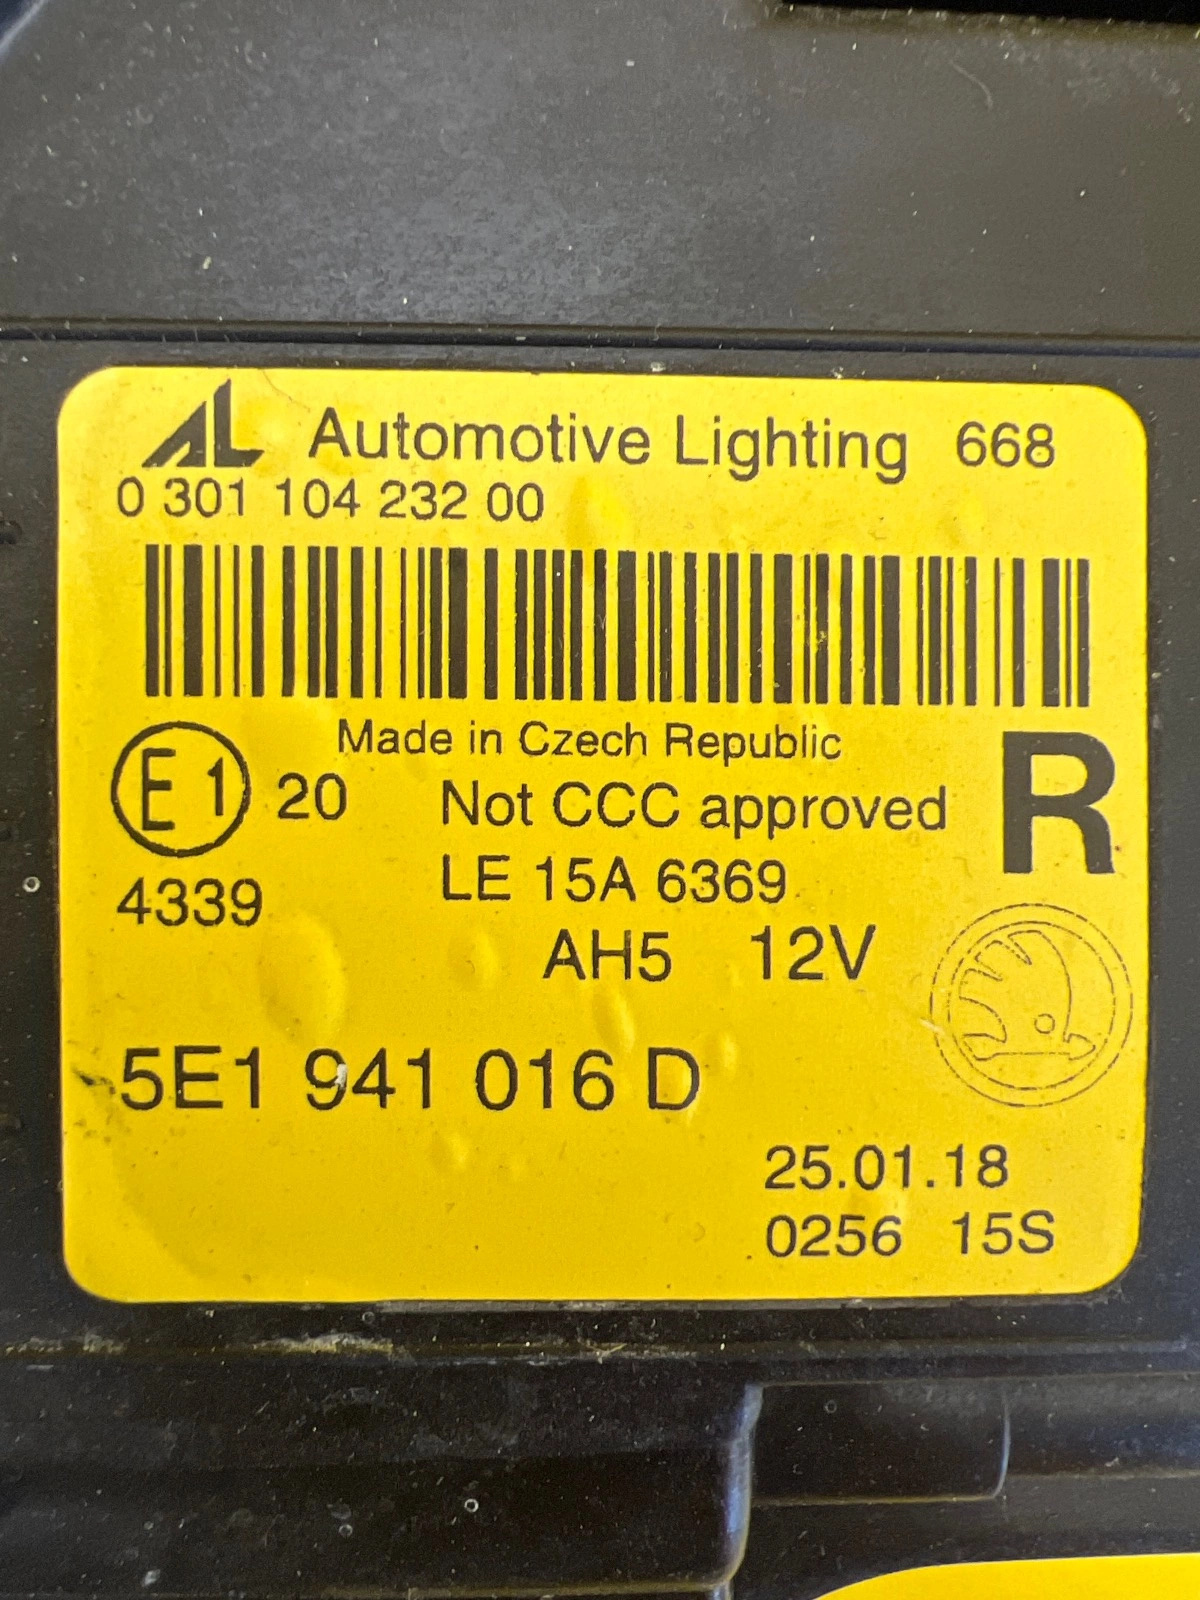 AL Automotive Lighting 668
0 301 104 232 00
Made in Czech Republic
E1 20 Not CCC approved R
4339 LE 15A 6369
AH5 12V
5E1 941 016 D
25.01.18
0256 15S